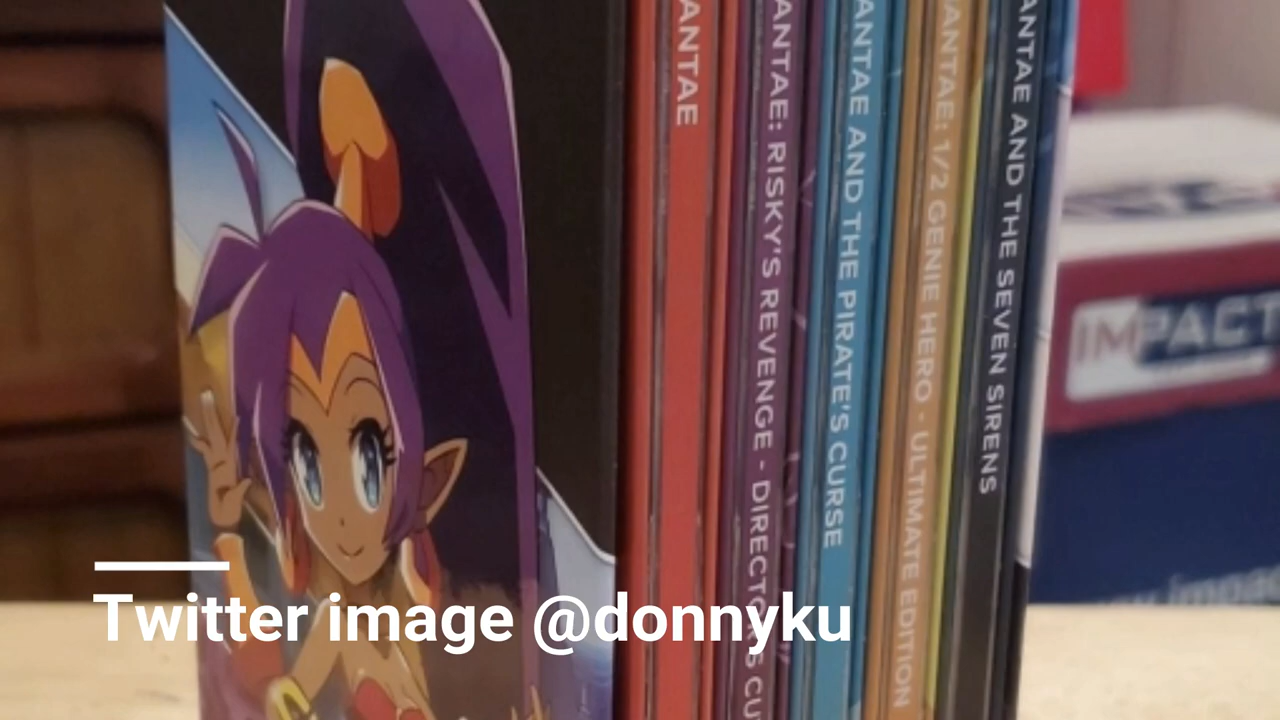 ANTAE
ANTAE: RISKY'S REVENGE - DIRECTOR'S CUT
ANTAE AND THE PIRATE'S CURSE
ANTAE: 1/2 GENIE HERO - ULTIMATE EDITION
ANTAE AND THE SEVEN SIRENS
IMPACT
Twitter image @donnyku